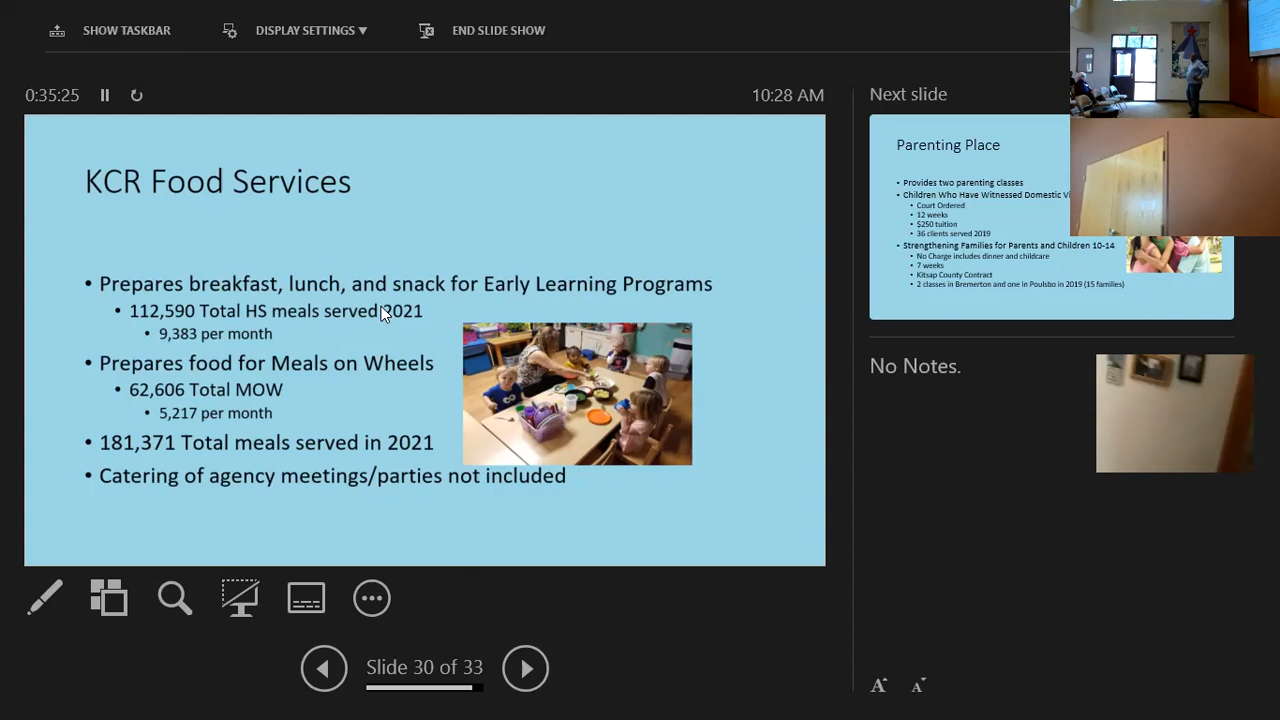 SHOW TASKBAR
DISPLAY SETTINGS ▼
END SLIDE SHOW
0:35:25
10:28 AM
KCR Food Services
• Prepares breakfast, lunch, and snack for Early Learning Programs
• 112,590 Total HS meals served 2021
• 9,383 per month
• Prepares food for Meals on Wheels
• 62,606 Total MOW
• 5,217 per month
• 181,371 Total meals served in 2021
• Catering of agency meetings/parties not included
Slide 30 of 33
Next slide
Parenting Place
• Provides two parenting classes
• Children Who Have Witnessed Domestic
• Court Ordered
• 12 weeks
• $250 tuition
• 36 clients served 2019
• Strengthening Families for Parents and Children 10-14
• No Charge includes dinner and childcare
• 7 weeks
• Kitsap County Contract
• 2 classes in Bremerton and one in Poulsbo in 2019 (15 families)
No Notes.
A A